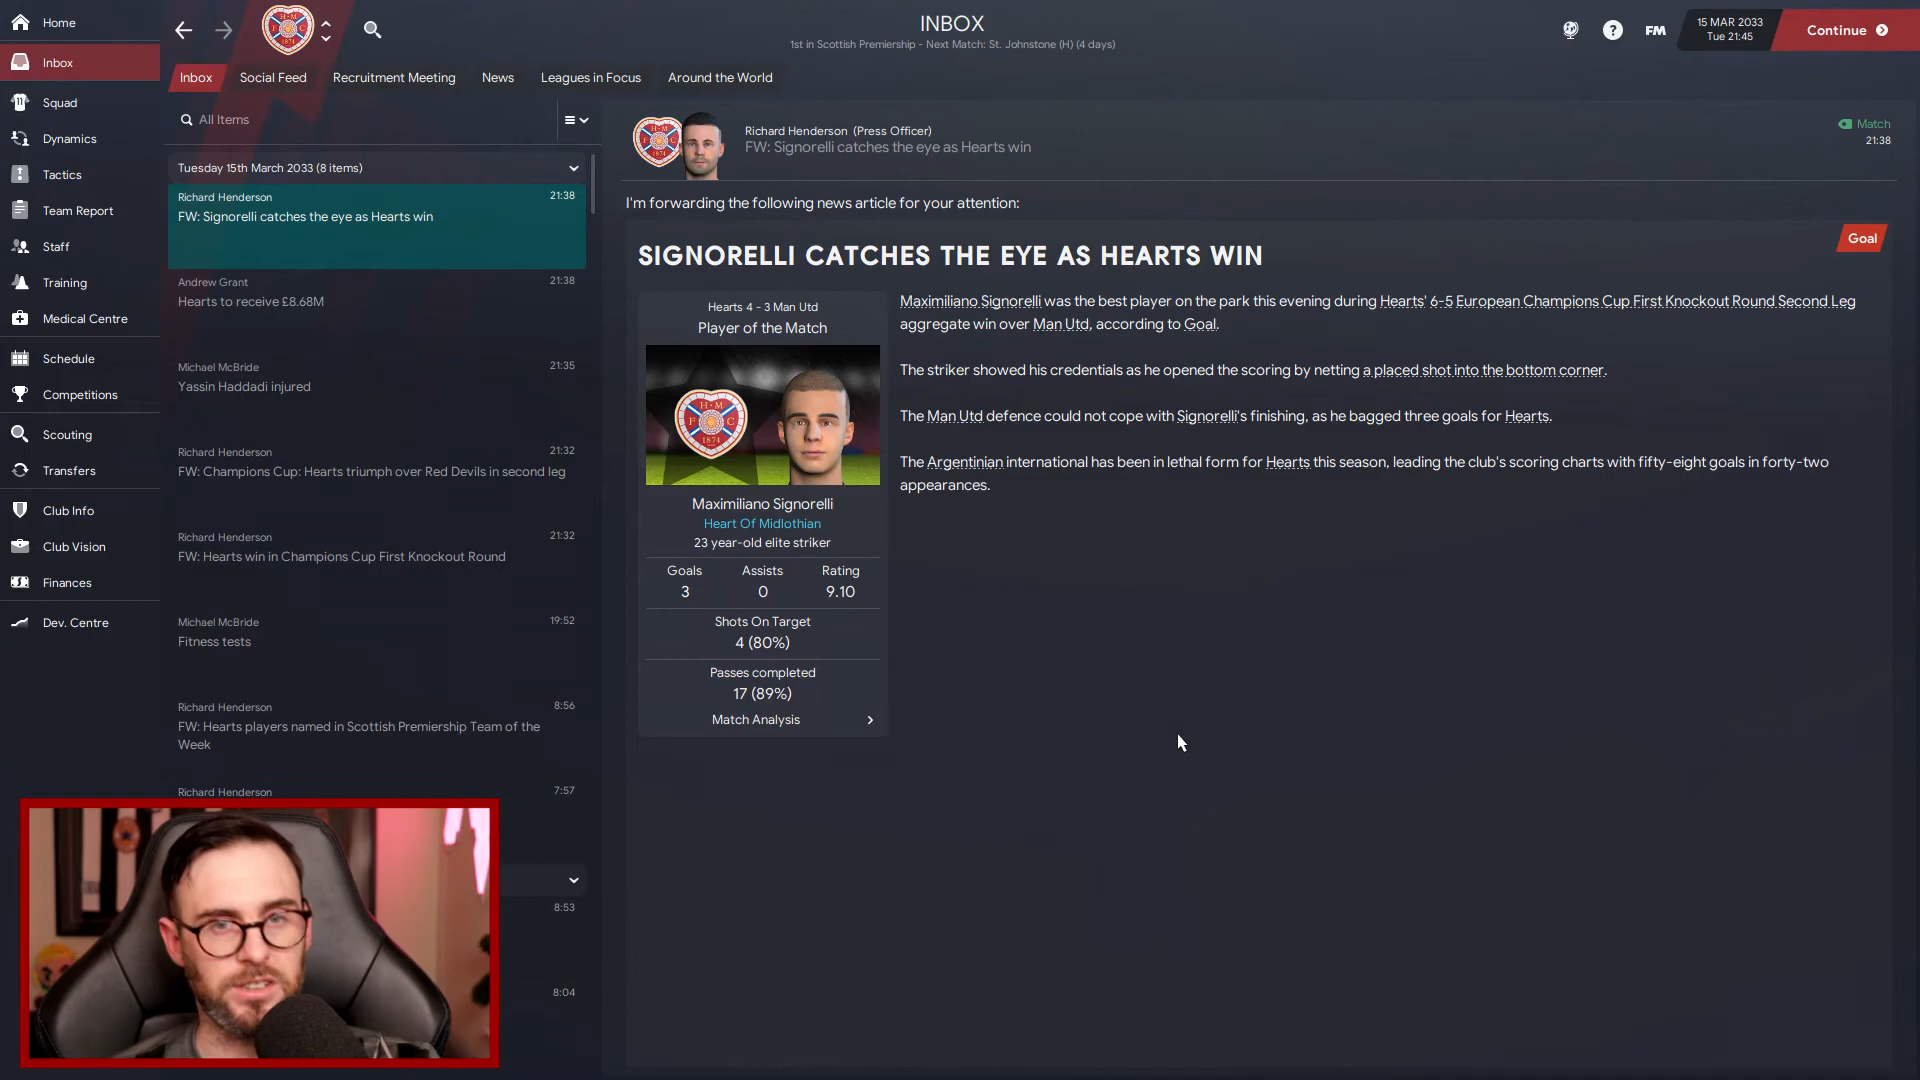 Home
Inbox
Squad
Dynamics
Tactics
Team Report
Staff
Training
Medical Centre
Schedule
Competitions
Scouting
Transfers
Club Info
Club Vision
Finances
Dev. Centre
INBOX
1st in Scottish Premiership - Next Match: St. Johnstone (H) (4 days)
FM
15 MAR 2033
Tue 21:45
Continue
Inbox Social Feed Recruitment Meeting News Leagues in Focus Around the World
All Items
Tuesday 15th March 2033 (8 items)
Richard Henderson 21:38
FW: Signorelli catches the eye as Hearts win
Andrew Grant 21:38
Hearts to receive £8.68M
Michael McBride 21:35
Yassin Haddadi injured
Richard Henderson 21:32
FW: Champions Cup: Hearts triumph over Red Devils in second leg
Richard Henderson 21:32
FW: Hearts win in Champions Cup First Knockout Round
Michael McBride 19:52
Fitness tests
Richard Henderson 8:56
FW: Hearts players named in Scottish Premiership Team of the
Week
Richard Henderson 7:57
8:53
8:04
Richard Henderson (Press Officer)
FW: Signorelli catches the eye as Hearts win
Match
21:38
I'm forwarding the following news article for your attention:
Goal
SIGNORELLI CATCHES THE EYE AS HEARTS WIN
Hearts 4 - 3 Man Utd
Player of the Match
H M
F C
1874
Maximiliano Signorelli
Heart Of Midlothian
23 year-old elite striker
Goals Assists Rating
3 0 9.10
Shots On Target
4 (80%)
Passes completed
17 (89%)
Match Analysis
Maximiliano Signorelli was the best player on the park this evening during Hearts' 6-5 European Champions Cup First Knockout Round Second Leg
aggregate win over Man Utd, according to Goal.
The striker showed his credentials as he opened the scoring by netting a placed shot into the bottom corner.
The Man Utd defence could not cope with Signorelli's finishing, as he bagged three goals for Hearts.
The Argentinian international has been in lethal form for Hearts this season, leading the club's scoring charts with fifty-eight goals in forty-two
appearances.